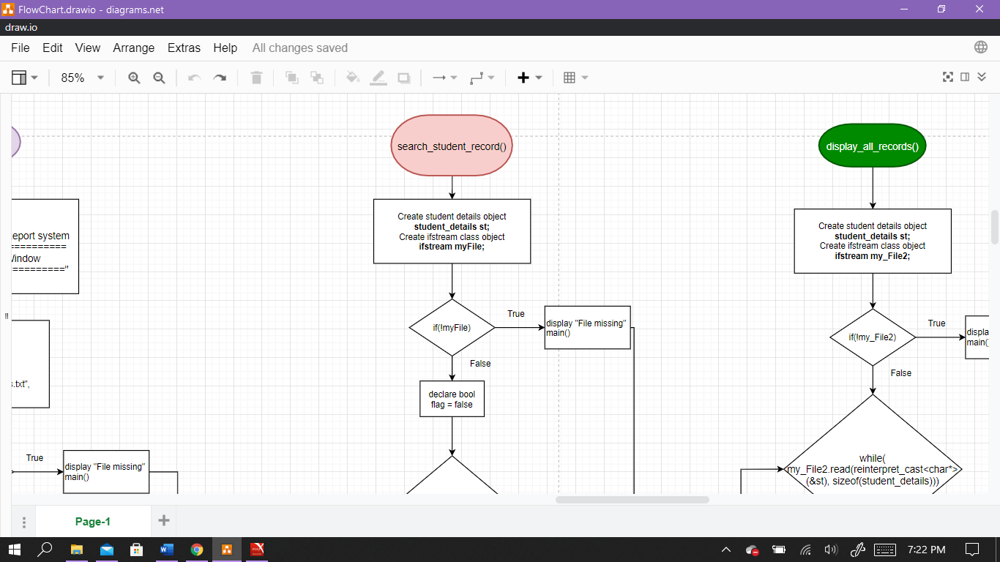 FlowChart.drawio - diagrams.net
draw.io
File Edit View Arrange Extras Help All changes saved
85%
search_student_record()
display_all_records()
Create student details object
student_details st;
Create ifstream class object
ifstream myFile;
Create student details object
student_details st;
Create ifstream class object
ifstream my_File2;
eport system
==========
Window
=========="
if(!myFile)
True
display "File missing"
main()
False
if(!my_File2)
True
displa
main()
False
declare bool
flag = false
s.txt",
True
display "File missing"
main()
while(
my_File2.read(reinterpret_cast<char*>
(&st), sizeof(student_details)))
Page-1
7:22 PM